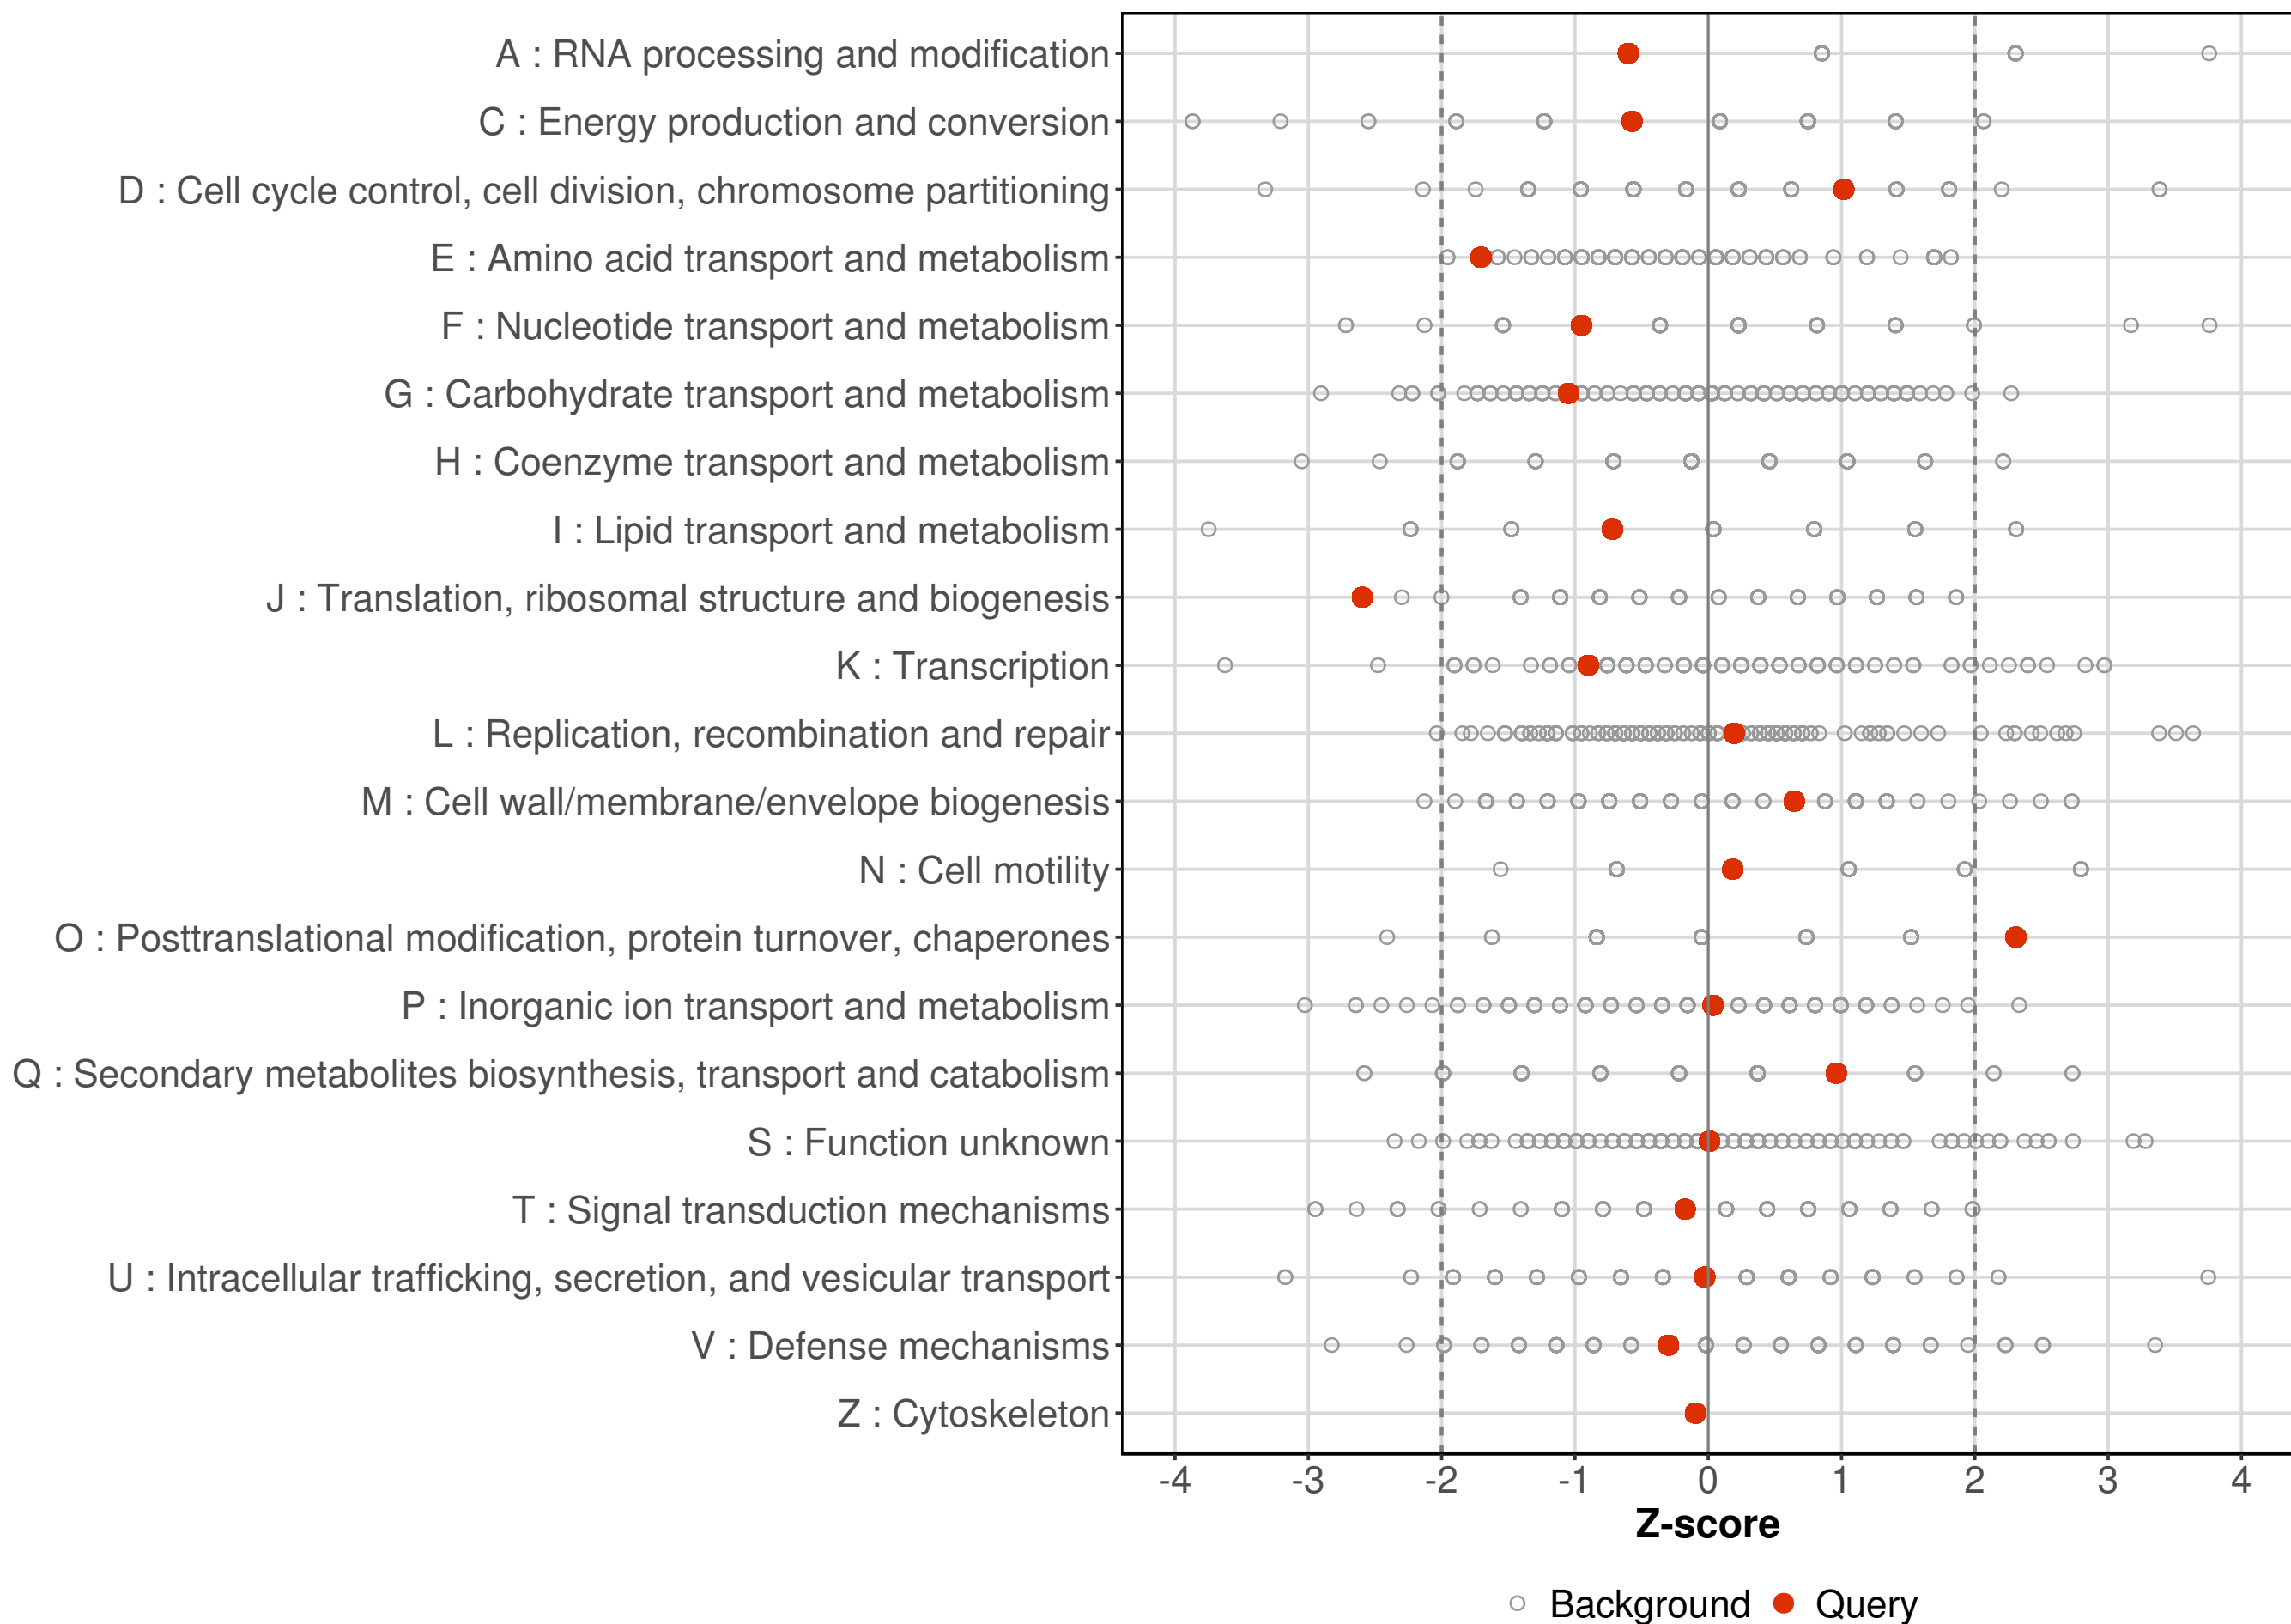 A : RNA processing and modification
C : Energy production and conversion
D : Cell cycle control, cell division, chromosome partitioning
E : Amino acid transport and metabolism
F : Nucleotide transport and metabolism
G : Carbohydrate transport and metabolism
H : Coenzyme transport and metabolism
I : Lipid transport and metabolism
J : Translation, ribosomal structure and biogenesis
K : Transcription
L : Replication, recombination and repair
M : Cell wall/membrane/envelope biogenesis
N : Cell motility
O : Posttranslational modification, protein turnover, chaperones
P : Inorganic ion transport and metabolism
Q : Secondary metabolites biosynthesis, transport and catabolism
S : Function unknown
T : Signal transduction mechanisms
U : Intracellular trafficking, secretion, and vesicular transport
V : Defense mechanisms
Z : Cytoskeleton
-4 -3 -2 -1 0 1 2 3 4
Z-score
Background Query